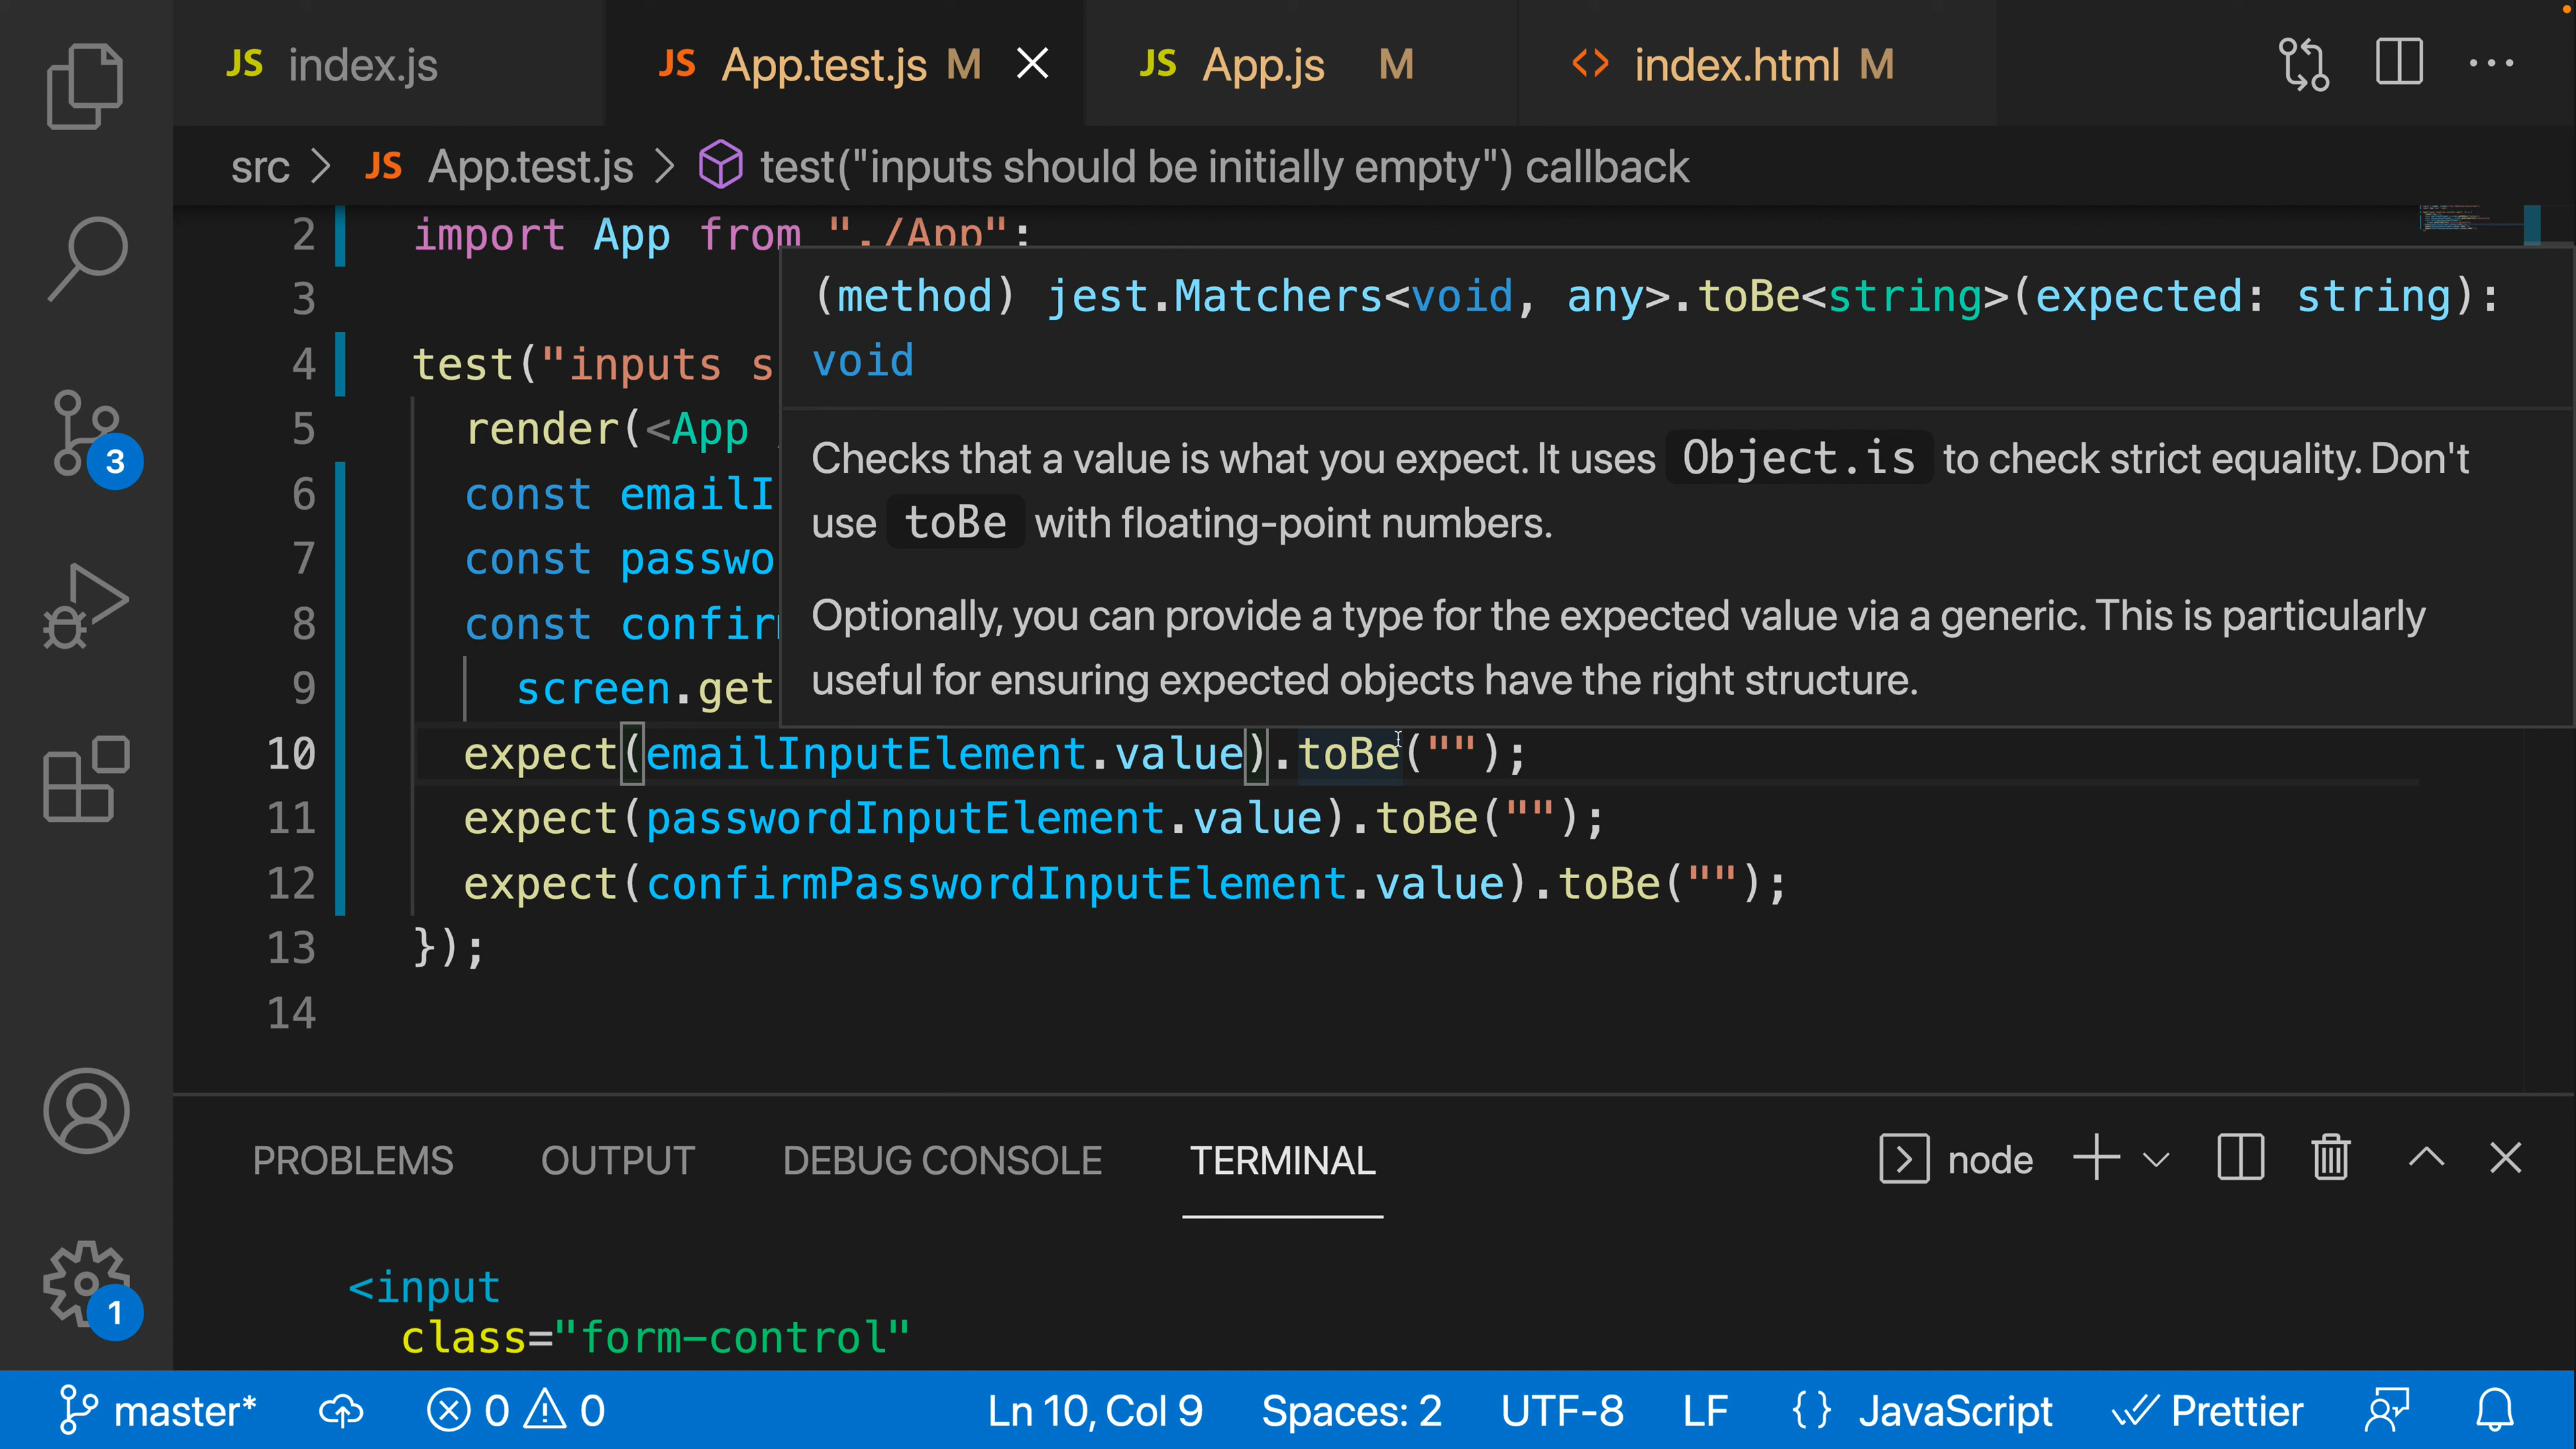 JS index.js JS App.test.js M JS App.js M <> index.html M
src > JS App.test.js > test("inputs should be initially empty") callback
2 import App from "./App";
(method) jest.Matchers<void, any>.toBe<string>(expected: string):
void
3
4 test("inputs s
5 render(<App
Checks that a value is what you expect. It uses Object.is to check strict equality. Don't
use toBe with floating-point numbers.
6 const emailI
7 const passwo
8 const confir
Optionally, you can provide a type for the expected value via a generic. This is particularly
useful for ensuring expected objects have the right structure.
9 screen.get
10 expect(emailInputElement.value).toBe("");
11 expect(passwordInputElement.value).toBe("");
12 expect(confirmPasswordInputElement.value).toBe("");
13 });
14
3
1
PROBLEMS OUTPUT DEBUG CONSOLE TERMINAL node
<input
class="form-control"
master* 0 0 Ln 10, Col 9 Spaces: 2 UTF-8 LF {} JavaScript Prettier